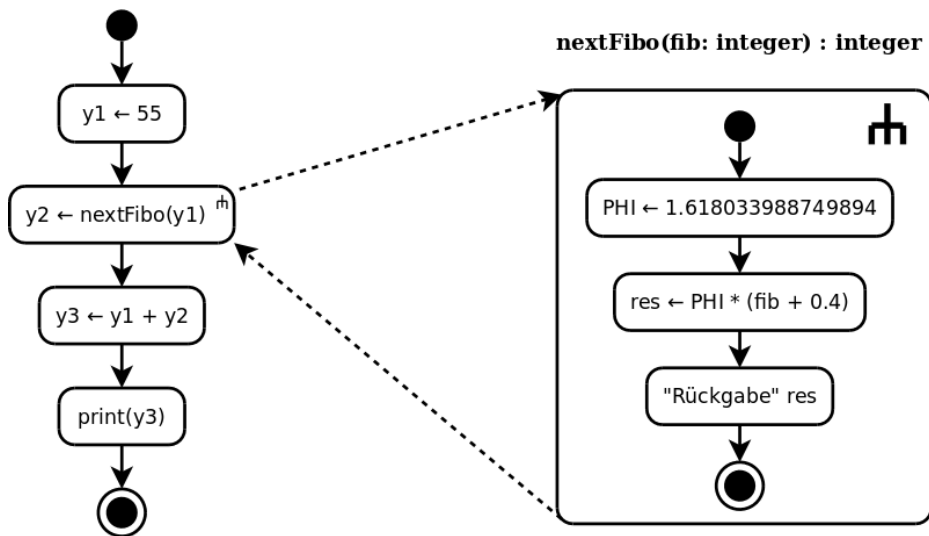 nextFibo(fib: integer) : integer
y1 ← 55
y2 ← nextFibo(y1)
y3 ← y1 + y2
print(y3)
PHI ← 1.618033988749894
res ← PHI * (fib + 0.4)
"Rückgabe" res